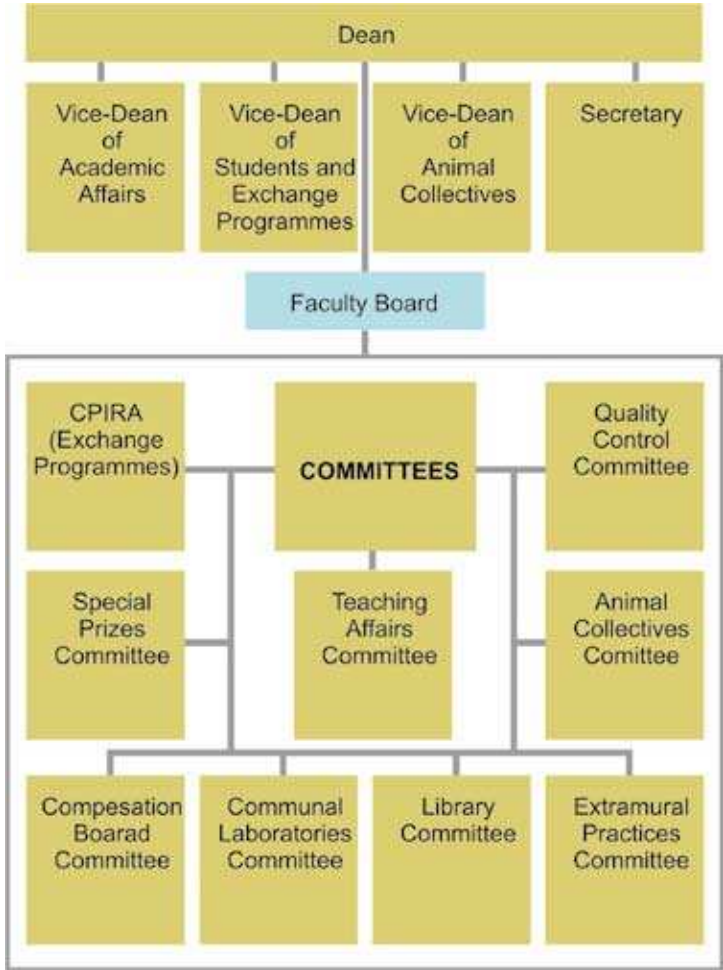 Dean
Vice-Dean
of
Academic
Affairs
Vice-Dean
of
Students and
Exchange
Programmes
Vice-Dean
of
Animal
Collectives
Secretary
Faculty Board
CPIRA
(Exchange
Programmes)
COMMITTEES
Quality
Control
Committee
Special
Prizes
Committee
Teaching
Affairs
Committee
Animal
Collectives
Comittee
Compesation
Boarad
Committee
Communal
Laboratories
Committee
Library
Committee
Extramural
Practices
Committee